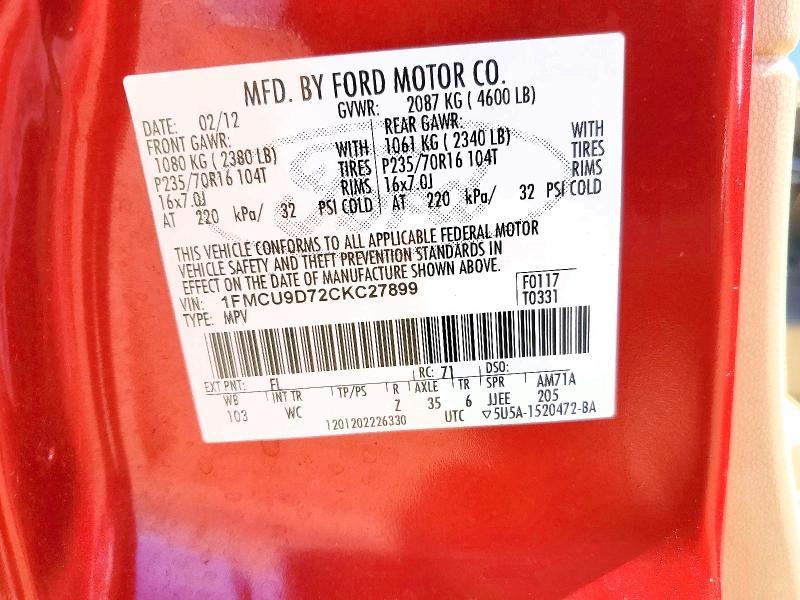 MFD. BY FORD MOTOR CO.
DATE: 02/12 GVWR: 2087 KG ( 4600 LB)
FRONT GAWR: REAR GAWR:
1080 KG ( 2380 LB) WITH 1061 KG ( 2340 LB) WITH
P235/70R16 104T TIRES P235/70R16 104T TIRES
16x7.0J RIMS 16x7.0J RIMS
AT 220 kPa/ 32 PSI COLD AT 220 kPa/ 32 PSI COLD
THIS VEHICLE CONFORMS TO ALL APPLICABLE FEDERAL MOTOR
VEHICLE SAFETY AND THEFT PREVENTION STANDARDS IN
EFFECT ON THE DATE OF MANUFACTURE SHOWN ABOVE.
VIN: 1FMCU9D72CKC27899 F0117
TYPE: MPV T0331
EXT PNT: FL RC: 71 DSO:
WB INT TR TP/PS R AXLE TR SPR AM71A
103 WC Z 35 6 JJEE 205
1201202226330 UTC ▽5U5A-1520472-BA